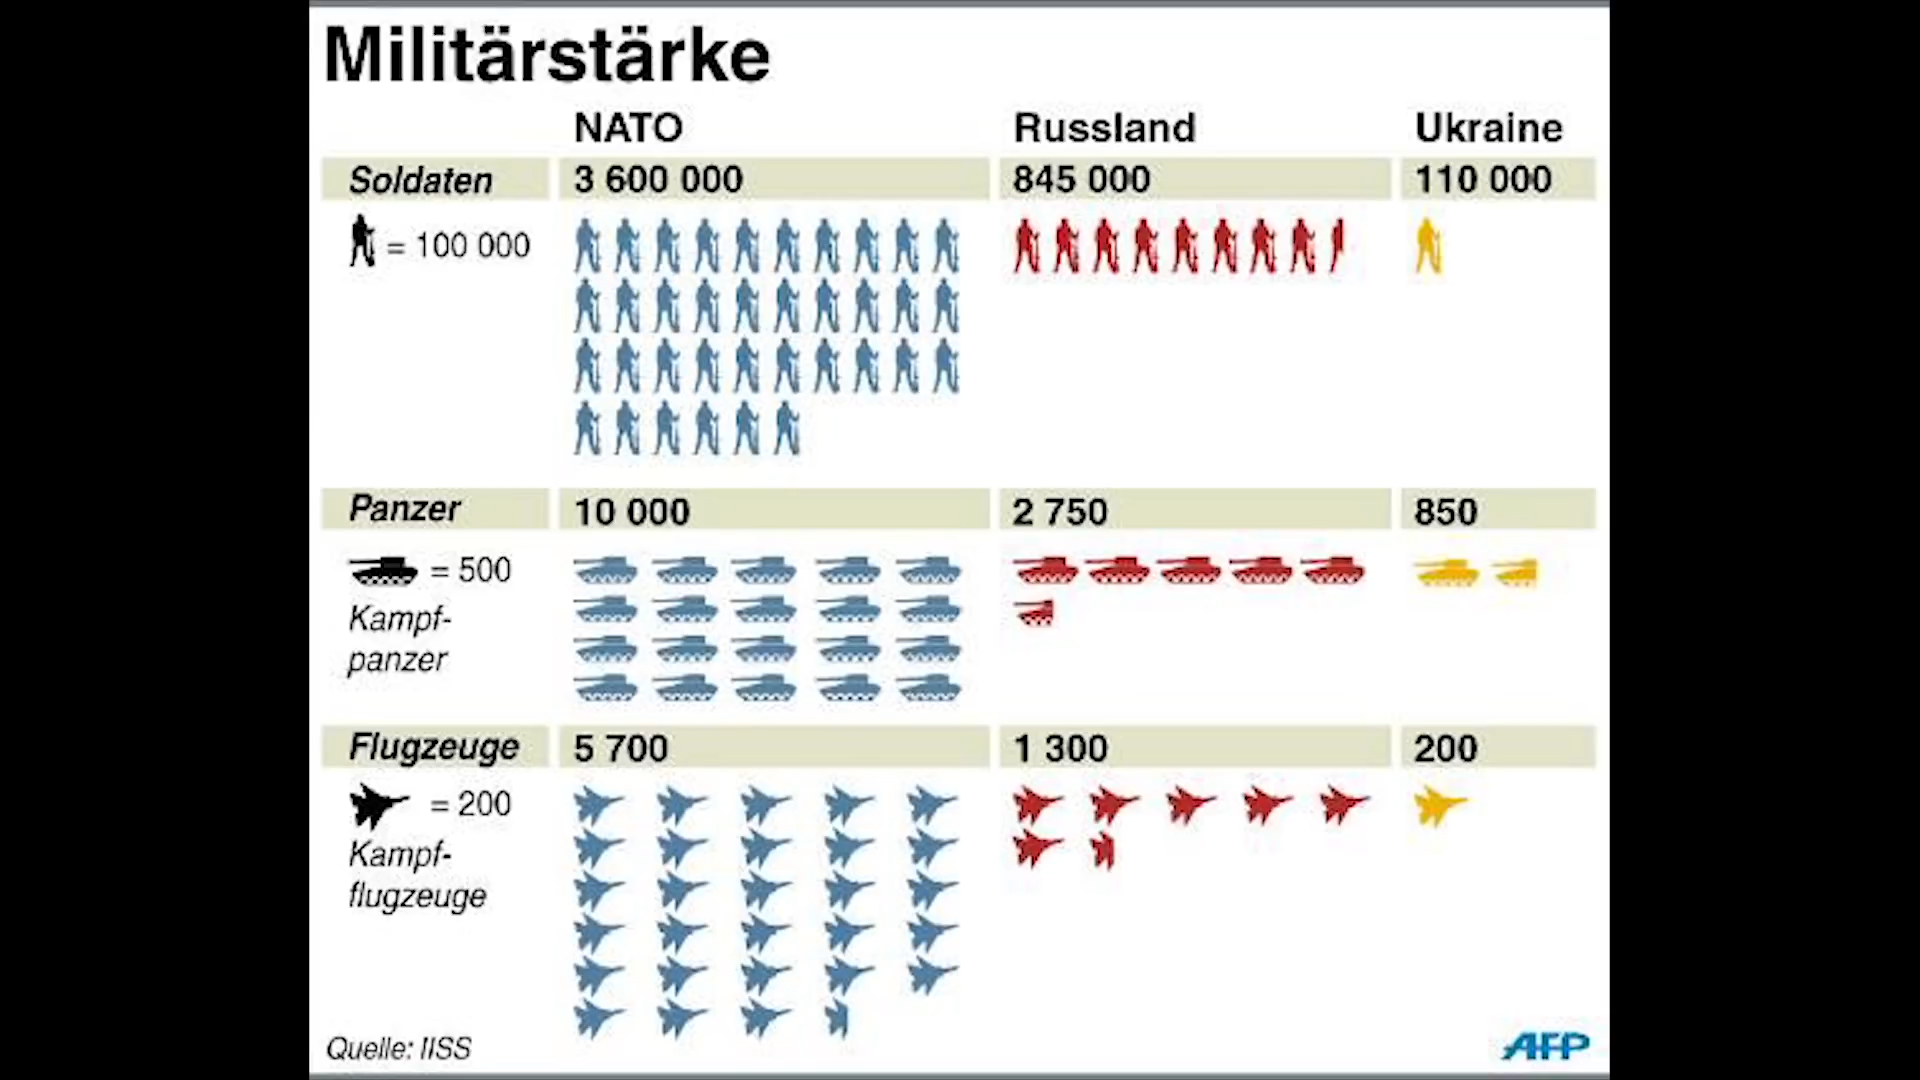 Militärstärke
NATO Russland Ukraine
Soldaten 3 600 000 845 000 110 000
= 100 000
Panzer 10 000 2 750 850
= 500
Kampf-
panzer
Flugzeuge 5 700 1 300 200
= 200
Kampf-
flugzeuge
Quelle: IISS
AFP